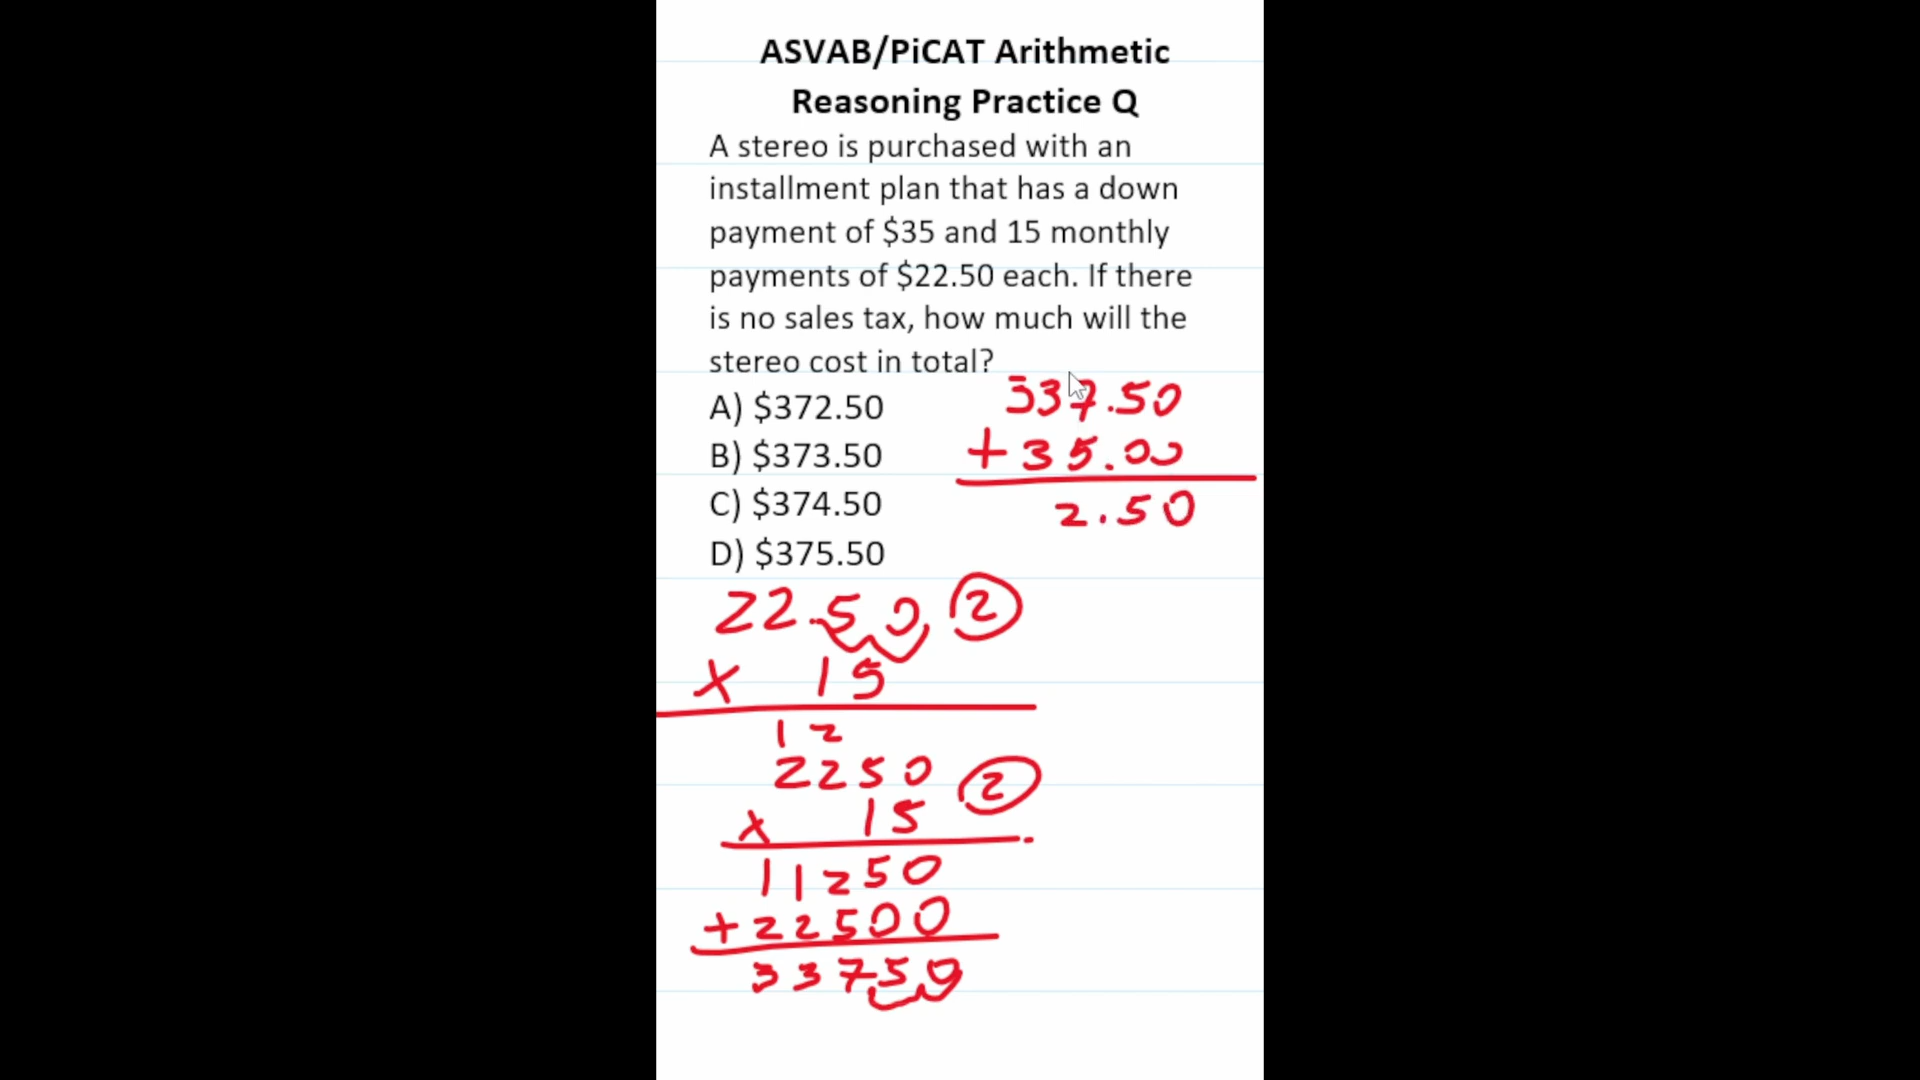 ASVAB/PiCAT Arithmetic
Reasoning Practice Q
A stereo is purchased with an
installment plan that has a down
payment of $35 and 15 monthly
payments of $22.50 each. If there
is no sales tax, how much will the
stereo cost in total?
A) $372.50
B) $373.50
C) $374.50
D) $375.50
337.50
+ 35.00
2.50
22.50 2
x 15
12
2250 2
x 15
11250
+22500
33750